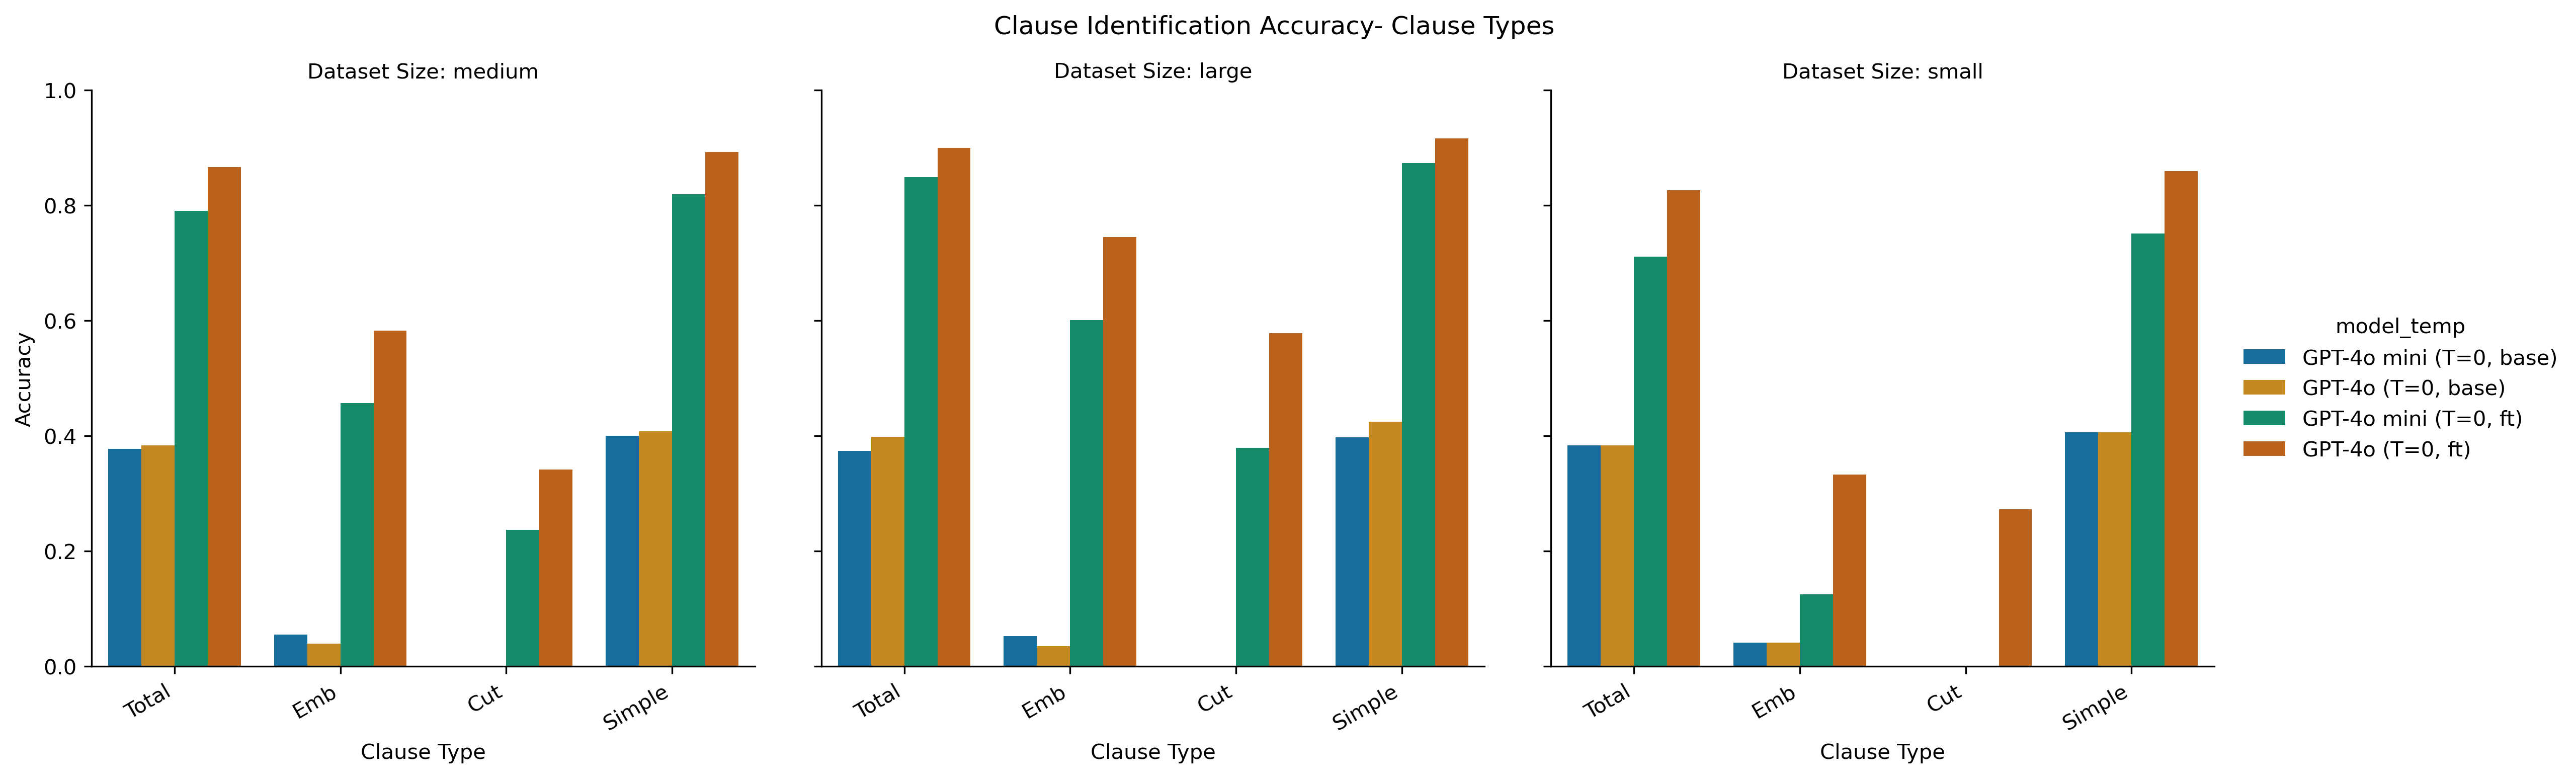 Clause Identification Accuracy- Clause Types
Dataset Size: medium
Dataset Size: large
Dataset Size: small
1.0
0.8
0.6
0.4
0.2
0.0
Accuracy
Total
Emb
Cut
Simple
Clause Type
Total
Emb
Cut
Simple
Clause Type
Total
Emb
Cut
Simple
Clause Type
model_temp
GPT-4o mini (T=0, base)
GPT-4o (T=0, base)
GPT-4o mini (T=0, ft)
GPT-4o (T=0, ft)